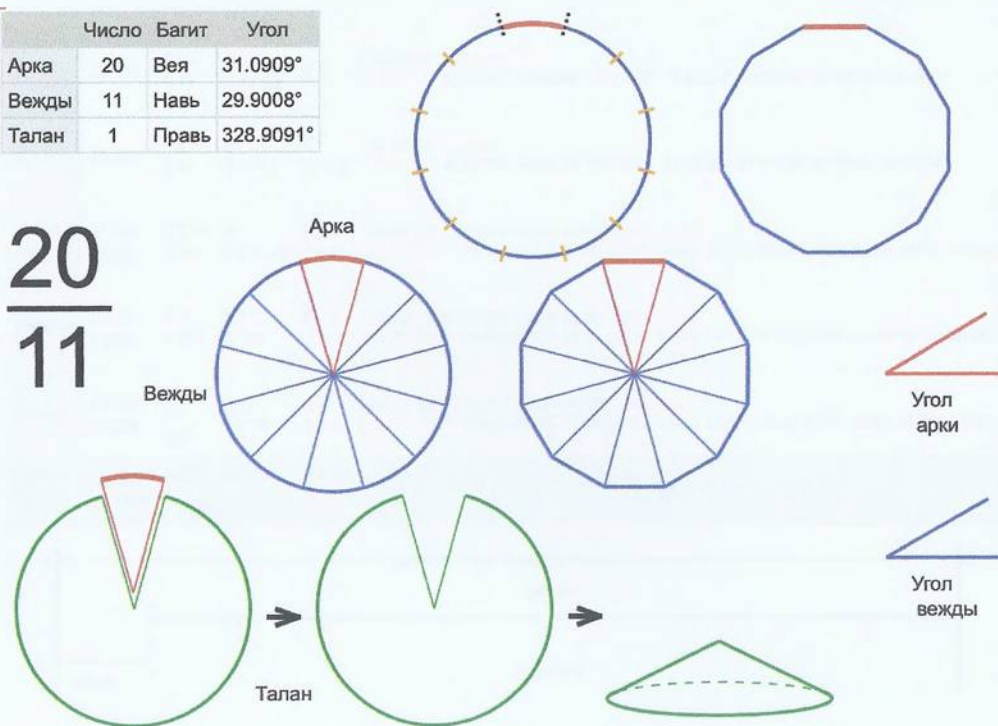 Число Багит Угол
Арка 20 Вея 31.0909°
Вежды 11 Навь 29.9008°
Талан 1 Правь 328.9091°
20
11
Арка
Вежды
Угол
арки
Угол
вежды
Талан